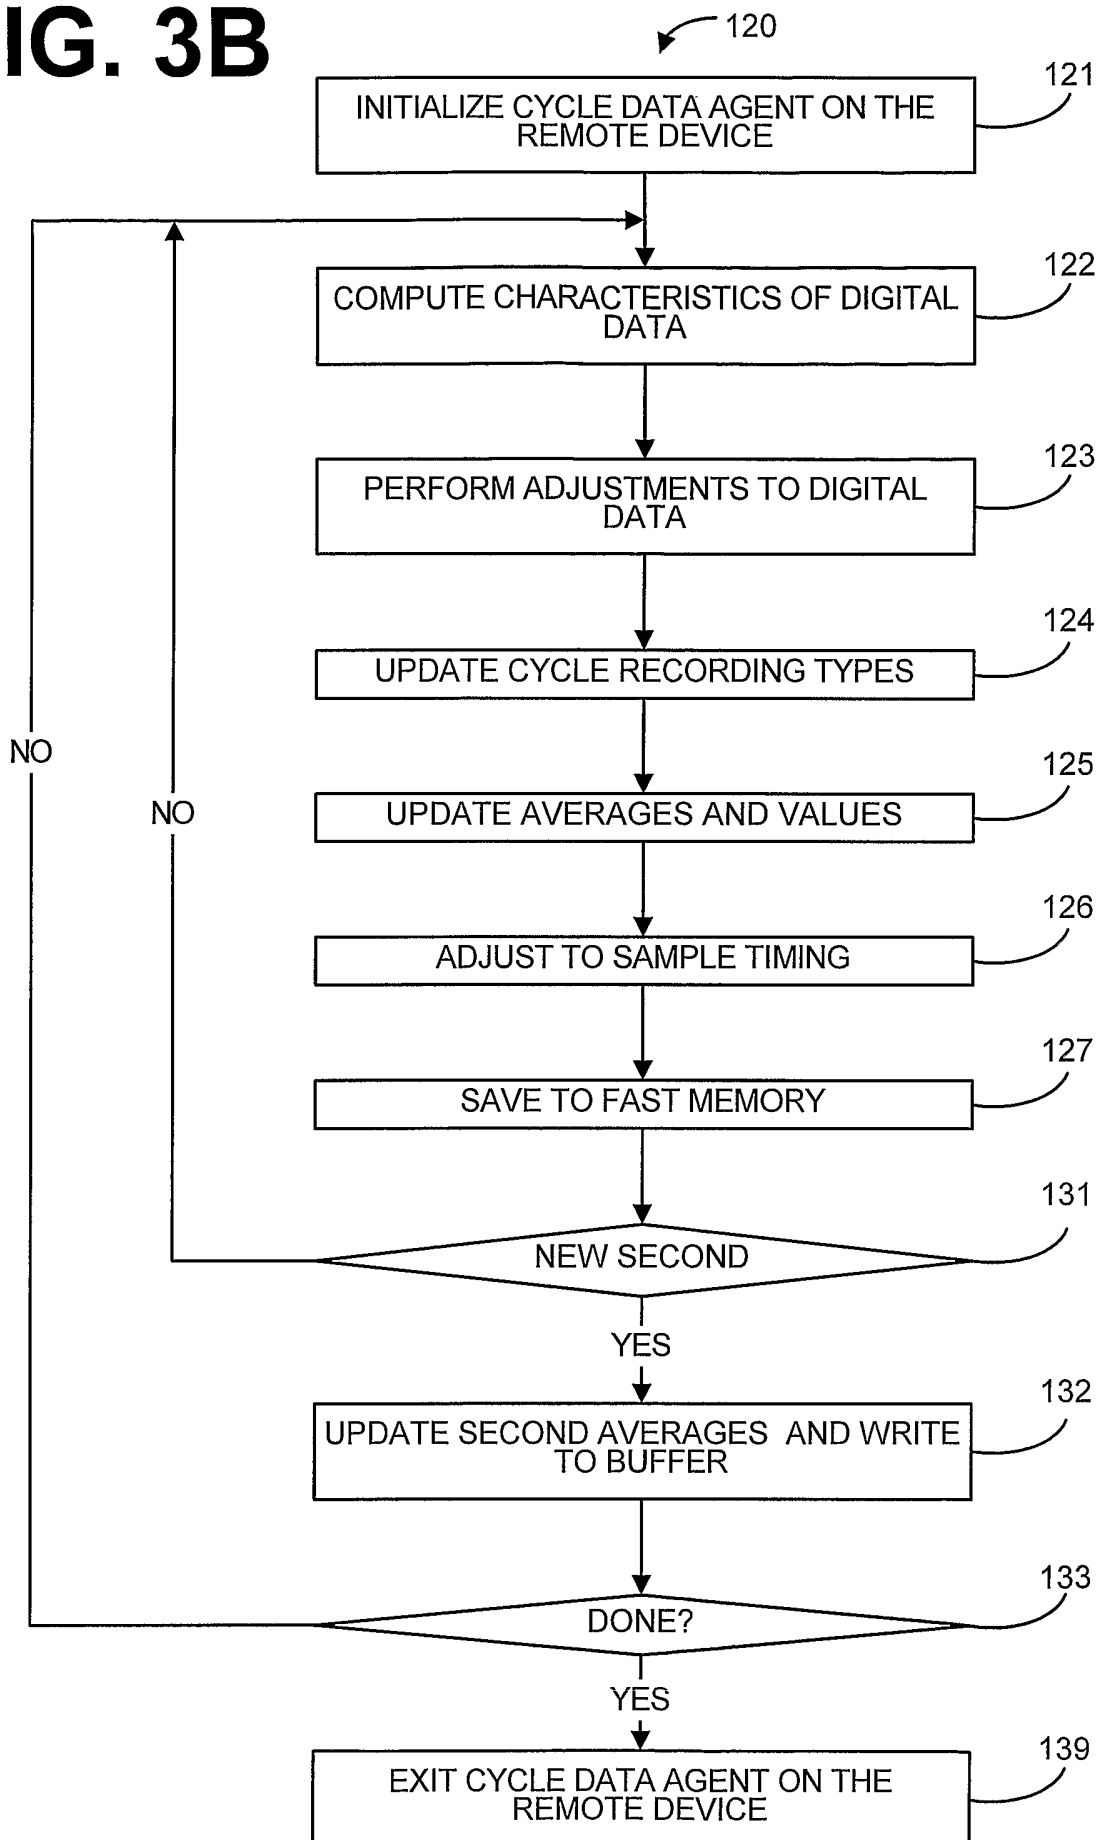 IG. 3B
120
121
INITIALIZE CYCLE DATA AGENT ON THE
REMOTE DEVICE
122
COMPUTE CHARACTERISTICS OF DIGITAL
DATA
123
PERFORM ADJUSTMENTS TO DIGITAL
DATA
124
UPDATE CYCLE RECORDING TYPES
NO
125
UPDATE AVERAGES AND VALUES
NO
126
ADJUST TO SAMPLE TIMING
127
SAVE TO FAST MEMORY
131
NEW SECOND
YES
132
UPDATE SECOND AVERAGES AND WRITE
TO BUFFER
133
DONE?
YES
139
EXIT CYCLE DATA AGENT ON THE
REMOTE DEVICE